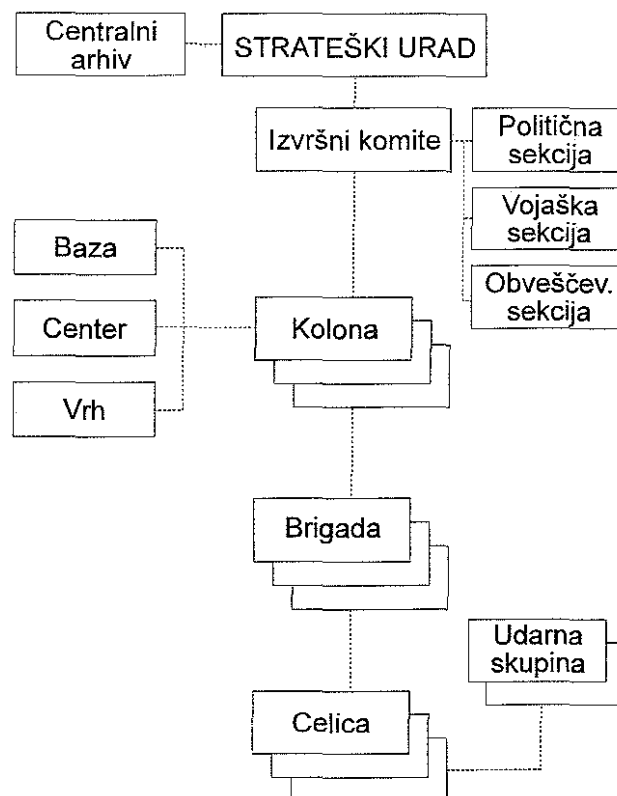 Centralni
arhiv
STRATEŠKI URAD
Izvršni komite
Politična
sekcija
Vojaška
sekcija
Obveščev.
sekcija
Baza
Center
Vrh
Kolona
Brigada
Udarna
skupina
Celica